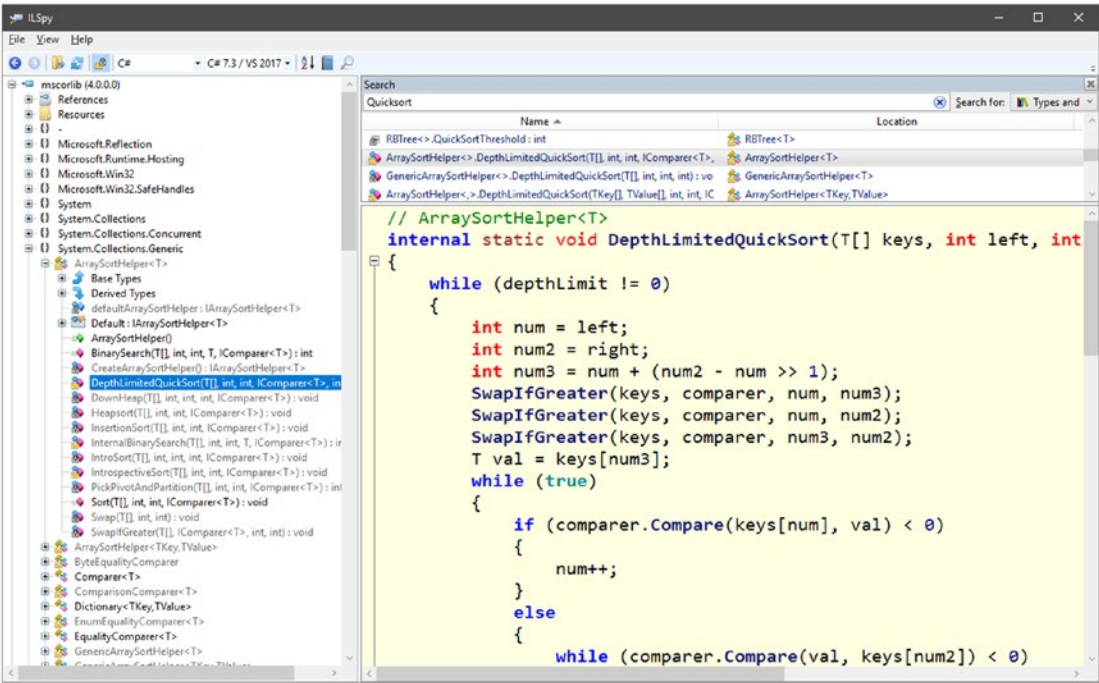 ILSpy
File View Help
C# C# 7.3 / VS 2017
mscorlib (4.0.0.0)
References
Resources
{} -
{} Microsoft.Reflection
{} Microsoft.Runtime.Hosting
{} Microsoft.Win32
{} Microsoft.Win32.SafeHandles
{} System
{} System.Collections
{} System.Collections.Concurrent
{} System.Collections.Generic
ArraySortHelper<T>
Base Types
Derived Types
defaultArraySortHelper : IArraySortHelper<T>
Default : IArraySortHelper<T>
ArraySortHelper()
BinarySearch(T[], int, int, T, IComparer<T>) : int
CreateArraySortHelper() : IArraySortHelper<T>
DepthLimitedQuickSort(T[], int, int, IComparer<T>, in
DownHeap(T[], int, int, int, IComparer<T>) : void
Heapsort(T[], int, int, IComparer<T>) : void
InsertionSort(T[], int, int, IComparer<T>) : void
InternalBinarySearch(T[], int, int, T, IComparer<T>) : ir
IntroSort(T[], int, int, int, IComparer<T>) : void
IntrospectiveSort(T[], int, int, IComparer<T>) : void
PickPivotAndPartition(T[], int, int, IComparer<T>) : int
Sort(T[], int, int, IComparer<T>) : void
Swap(T[], int, int) : void
SwapIfGreater(T[], IComparer<T>, int, int) : void
ArraySortHelper<TKey,TValue>
ByteEqualityComparer
Comparer<T>
ComparisonComparer<T>
Dictionary<TKey,TValue>
EnumEqualityComparer<T>
EqualityComparer<T>
GenericArraySortHelper<T>
Search
Quicksort Search for: Types and
Name Location
RBTree<>.QuickSortThreshold : int RBTree<T>
ArraySortHelper<>.DepthLimitedQuickSort(T[], int, int, IComparer<T>, ArraySortHelper<T>
GenericArraySortHelper<>.DepthLimitedQuickSort(T[], int, int, int) : vo GenericArraySortHelper<T>
ArraySortHelper<,>.DepthLimitedQuickSort(TKey[], TValue[], int, int, IC ArraySortHelper<TKey,TValue>
// ArraySortHelper<T>
internal static void DepthLimitedQuickSort(T[] keys, int left, int
{
while (depthLimit != 0)
{
int num = left;
int num2 = right;
int num3 = num + (num2 - num >> 1);
SwapIfGreater(keys, comparer, num, num3);
SwapIfGreater(keys, comparer, num, num2);
SwapIfGreater(keys, comparer, num3, num2);
T val = keys[num3];
while (true)
{
if (comparer.Compare(keys[num], val) < 0)
{
num++;
}
else
{
while (comparer.Compare(val, keys[num2]) < 0)